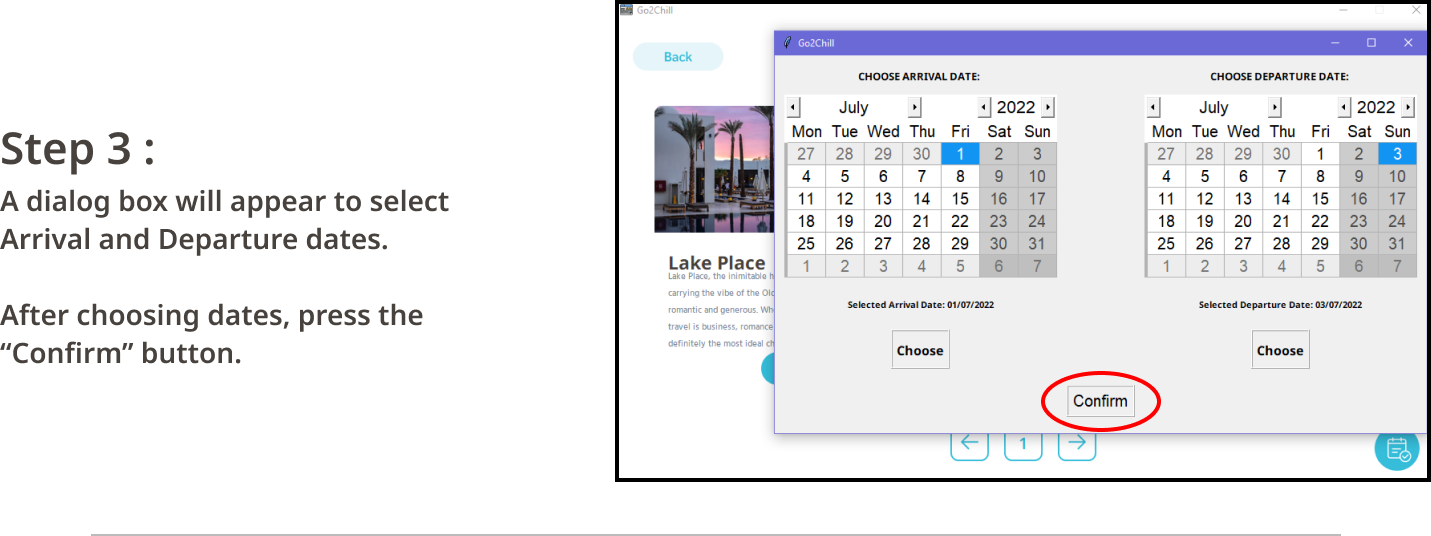 Step 3 :
A dialog box will appear to select
Arrival and Departure dates.
After choosing dates, press the
“Confirm” button.
Go2Chill
Back
Lake Place
Lake Place, the inimitable
carrying the vibe of the
romantic and generous.
travel is business, romance
definitely the most ideal
1
Go2Chill
CHOOSE ARRIVAL DATE:
July 2022
Mon Tue Wed Thu Fri Sat Sun
27 28 29 30 1 2 3
4 5 6 7 8 9 10
11 12 13 14 15 16 17
18 19 20 21 22 23 24
25 26 27 28 29 30 31
1 2 3 4 5 6 7
Selected Arrival Date: 01/07/2022
Choose
CHOOSE DEPARTURE DATE:
July 2022
Mon Tue Wed Thu Fri Sat Sun
27 28 29 30 1 2 3
4 5 6 7 8 9 10
11 12 13 14 15 16 17
18 19 20 21 22 23 24
25 26 27 28 29 30 31
1 2 3 4 5 6 7
Selected Departure Date: 03/07/2022
Choose
Confirm